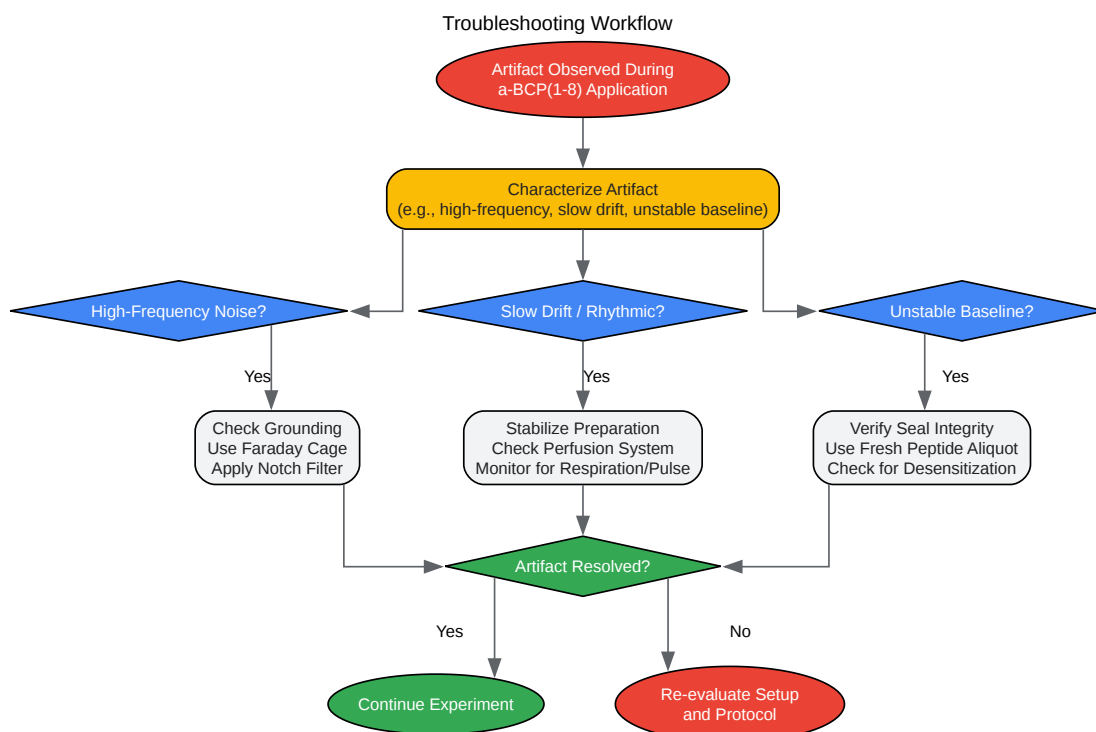 Troubleshooting Workflow
Artifact Observed During
a-BCP(1-8) Application
Characterize Artifact
(e.g., high-frequency, slow drift, unstable baseline)
High-Frequency Noise?
Slow Drift / Rhythmic?
Unstable Baseline?
Yes
Yes
Yes
Check Grounding
Use Faraday Cage
Apply Notch Filter
Stabilize Preparation
Check Perfusion System
Monitor for Respiration/Pulse
Verify Seal Integrity
Use Fresh Peptide Aliquot
Check for Desensitization
Artifact Resolved?
Yes
No
Continue Experiment
Re-evaluate Setup
and Protocol